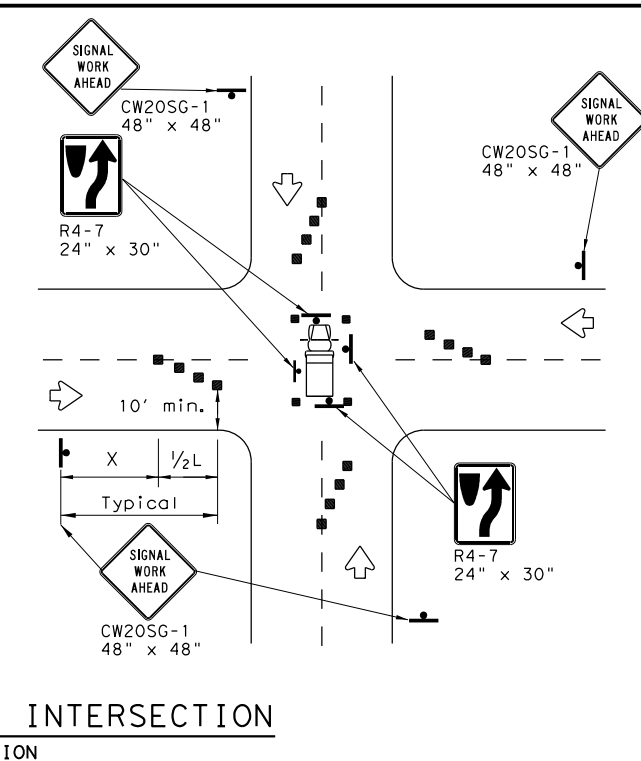 SIGNAL
WORK
AHEAD
CW20SG-1
48" x 48"
SIGNAL
WORK
AHEAD
CW20SG-1
48" x 48"
R4-7
24" x 30"
10' min.
X
1/2L
Typical
SIGNAL
WORK
AHEAD
CW20SG-1
48" x 48"
R4-7
24" x 30"
INTERSECTION
ION